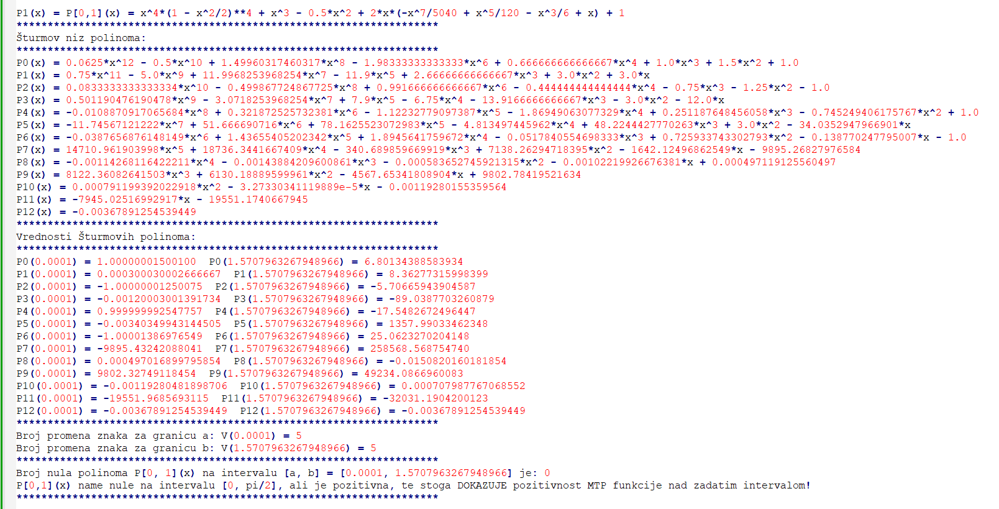 P1(x) = P[0,1](x) = x^4*(1 - x^2/2)**4 + x^3 - 0.5*x^2 + 2*x*(-x^7/5040 + x^5/120 - x^3/6 + x) + 1
********************************************************************
Šturmov niz polinoma:
********************************************************************
P0(x) = 0.0625*x^12 - 0.5*x^10 + 1.49960317460317*x^8 - 1.98333333333333*x^6 + 0.666666666666667*x^4 + 1.0*x^3 + 1.5*x^2 + 1.0
P1(x) = 0.75*x^11 - 5.0*x^9 + 11.9968253968254*x^7 - 11.9*x^5 + 2.66666666666667*x^3 + 3.0*x^2 + 3.0*x
P2(x) = 0.0833333333333334*x^10 - 0.499867724867725*x^8 + 0.991666666666667*x^6 - 0.444444444444444*x^4 - 0.75*x^3 - 1.25*x^2 - 1.0
P3(x) = 0.501190476190478*x^9 - 3.0718253968254*x^7 + 7.9*x^5 - 6.75*x^4 - 13.9166666666667*x^3 - 3.0*x^2 - 12.0*x
P4(x) = -0.0108870917065684*x^8 + 0.321872525732381*x^6 - 1.12232779097387*x^5 - 1.86949063077329*x^4 + 0.251187648456058*x^3 - 0.745249406175767*x^2 + 1.0
P5(x) = -11.74567121222*x^7 + 51.666690716*x^6 + 78.1625523072983*x^5 - 4.813497445962*x^4 + 48.2244427770263*x^3 + 3.0*x^2 - 34.0352947966901*x
P6(x) = -0.0387656876148149*x^6 + 1.43655405202342*x^5 + 1.8945641759672*x^4 - 0.0517840554698333*x^3 + 0.725933743302793*x^2 - 0.138770247795007*x - 1.0
P7(x) = 14710.961903998*x^5 + 18736.3441667409*x^4 - 340.689859669919*x^3 + 7138.26294718395*x^2 - 1642.12496862549*x - 9895.26827976584
P8(x) = -0.00114268116422211*x^4 - 0.00143884209600861*x^3 - 0.000583652745921315*x^2 - 0.00102219926676381*x + 0.000497119125560497
P9(x) = 8122.36082641503*x^3 + 6130.18889599961*x^2 - 4567.65341808904*x + 9802.78419521634
P10(x) = 0.000791199392022918*x^2 - 3.27330341119889e-5*x - 0.00119280155359564
P11(x) = -7945.02516992917*x - 19551.1740667945
P12(x) = -0.00367891254539449
********************************************************************
Vrednosti Šturmovih polinoma:
********************************************************************
P0(0.0001) = 1.00000001500100  P0(1.5707963267948966) = 6.80134388583934
P1(0.0001) = 0.000300030002666667  P1(1.5707963267948966) = 8.36277315998399
P2(0.0001) = -1.00000001250075  P2(1.5707963267948966) = -5.70665943904587
P3(0.0001) = -0.00120003001391734  P3(1.5707963267948966) = -89.0387703260879
P4(0.0001) = 0.999999992547757  P4(1.5707963267948966) = -17.5482672496447
P5(0.0001) = -0.00340349943144505  P5(1.5707963267948966) = 1357.99033462348
P6(0.0001) = -1.00001386976549  P6(1.5707963267948966) = 25.0623270204148
P7(0.0001) = -9895.43242088041  P7(1.5707963267948966) = 258568.568754740
P8(0.0001) = 0.000497016899795854  P8(1.5707963267948966) = -0.0150820160181854
P9(0.0001) = 9802.32749118454  P9(1.5707963267948966) = 49234.0866960083
P10(0.0001) = -0.00119280481898706  P10(1.5707963267948966) = 0.000707987767068552
P11(0.0001) = -19551.9685693115  P11(1.5707963267948966) = -32031.1904200123
P12(0.0001) = -0.00367891254539449  P12(1.5707963267948966) = -0.00367891254539449
********************************************************************
Broj promena znaka za granicu a: V(0.0001) = 5
Broj promena znaka za granicu b: V(1.5707963267948966) = 5
********************************************************************
Broj nula polinoma P[0, 1](x) na intervalu [a, b] = [0.0001, 1.5707963267948966] je: 0
P[0,1](x) name nule na intervalu [0, pi/2], ali je pozitivna, te stoga DOKAZUJE pozitivnost MTP funkcije nad zadatim intervalom!
********************************************************************